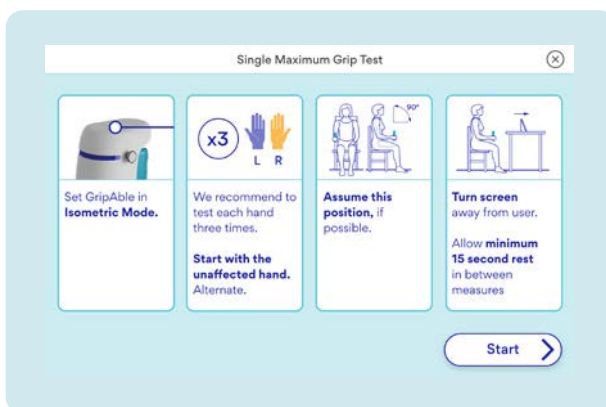 Single Maximum Grip Test
Set GripAble in
Isometric Mode.
x3
L R
We recommend to
test each hand
three times.
Start with the
unaffected hand.
Alternate.
90°
Assume this
position, if
possible.
Turn screen
away from user.
Allow minimum
15 second rest
in between
measures
Start